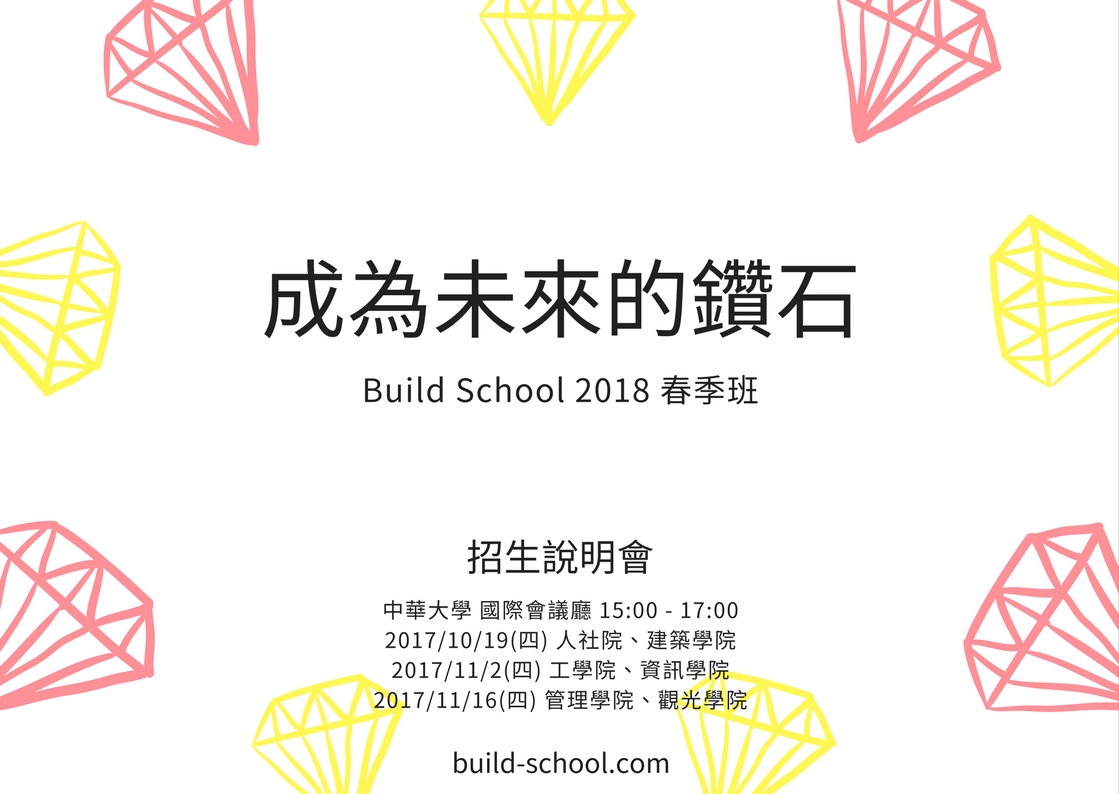 成為未來的鑽石
Build School 2018 春季班
招生說明會
中華大學 國際會議廳 15:00 - 17:00
2017/10/19(四) 人社院、建築學院
2017/11/2(四) 工學院、資訊學院
2017/11/16(四) 管理學院、觀光學院
build-school.com